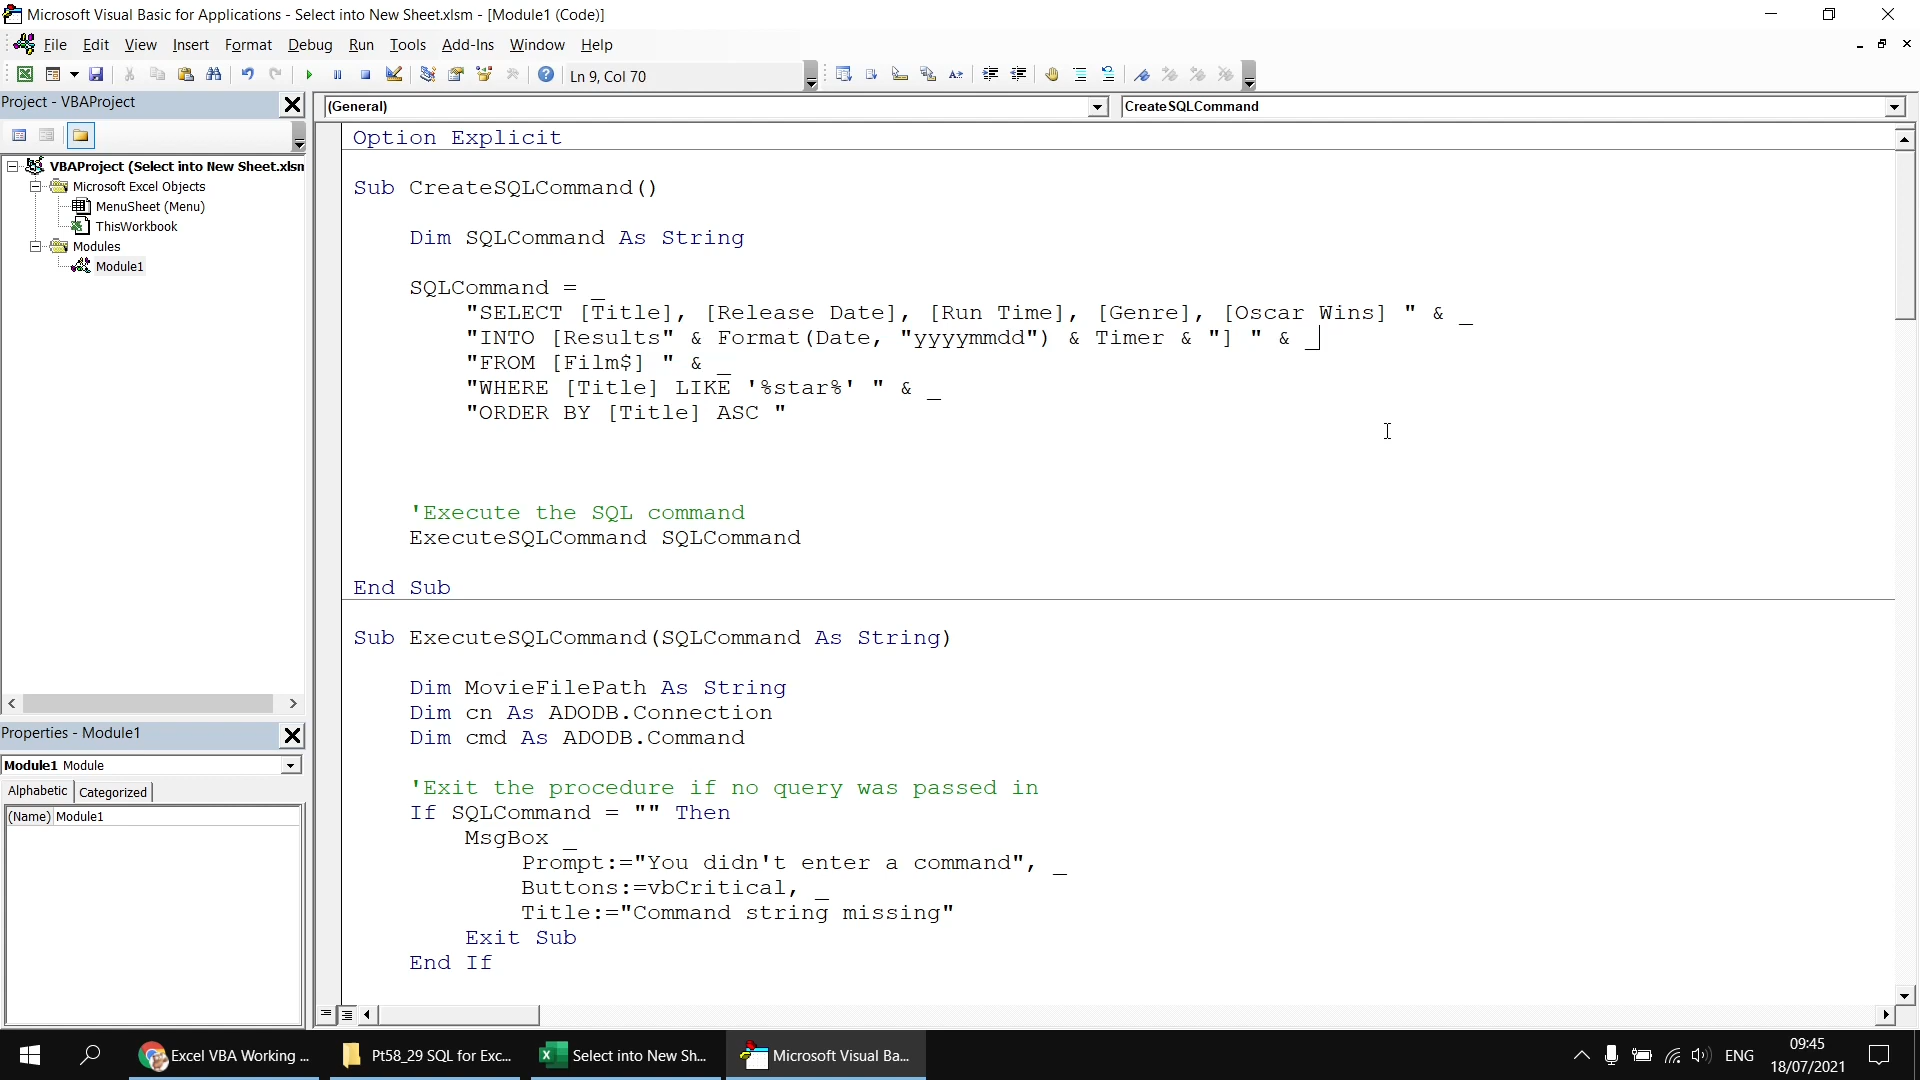 Microsoft Visual Basic for Applications - Select into New Sheet.xlsm - [Module1 (Code)]
File Edit View Insert Format Debug Run Tools Add-Ins Window Help
Ln 9, Col 70
Project - VBAProject
(General)
CreateSQLCommand
VBAProject (Select into New Sheet.xlsm
Microsoft Excel Objects
MenuSheet (Menu)
ThisWorkbook
Modules
Module1
Properties - Module1
Module1 Module
Alphabetic Categorized
(Name) Module1
Option Explicit
Sub CreateSQLCommand()
Dim SQLCommand As String
SQLCommand = _
"SELECT [Title], [Release Date], [Run Time], [Genre], [Oscar Wins] " & _
"INTO [Results" & Format(Date, "yyyymmdd") & Timer & "] " & _
"FROM [Film$] " & _
"WHERE [Title] LIKE '%star%' " & _
"ORDER BY [Title] ASC "
'Execute the SQL command
ExecuteSQLCommand SQLCommand
End Sub
Sub ExecuteSQLCommand(SQLCommand As String)
Dim MovieFilePath As String
Dim cn As ADODB.Connection
Dim cmd As ADODB.Command
'Exit the procedure if no query was passed in
If SQLCommand = "" Then
MsgBox _
Prompt:="You didn't enter a command", _
Buttons:=vbCritical, _
Title:="Command string missing"
Exit Sub
End If
Excel VBA Working ...
Pt58_29 SQL for Exc...
Select into New Sh...
Microsoft Visual Ba...
ENG
09:45
18/07/2021